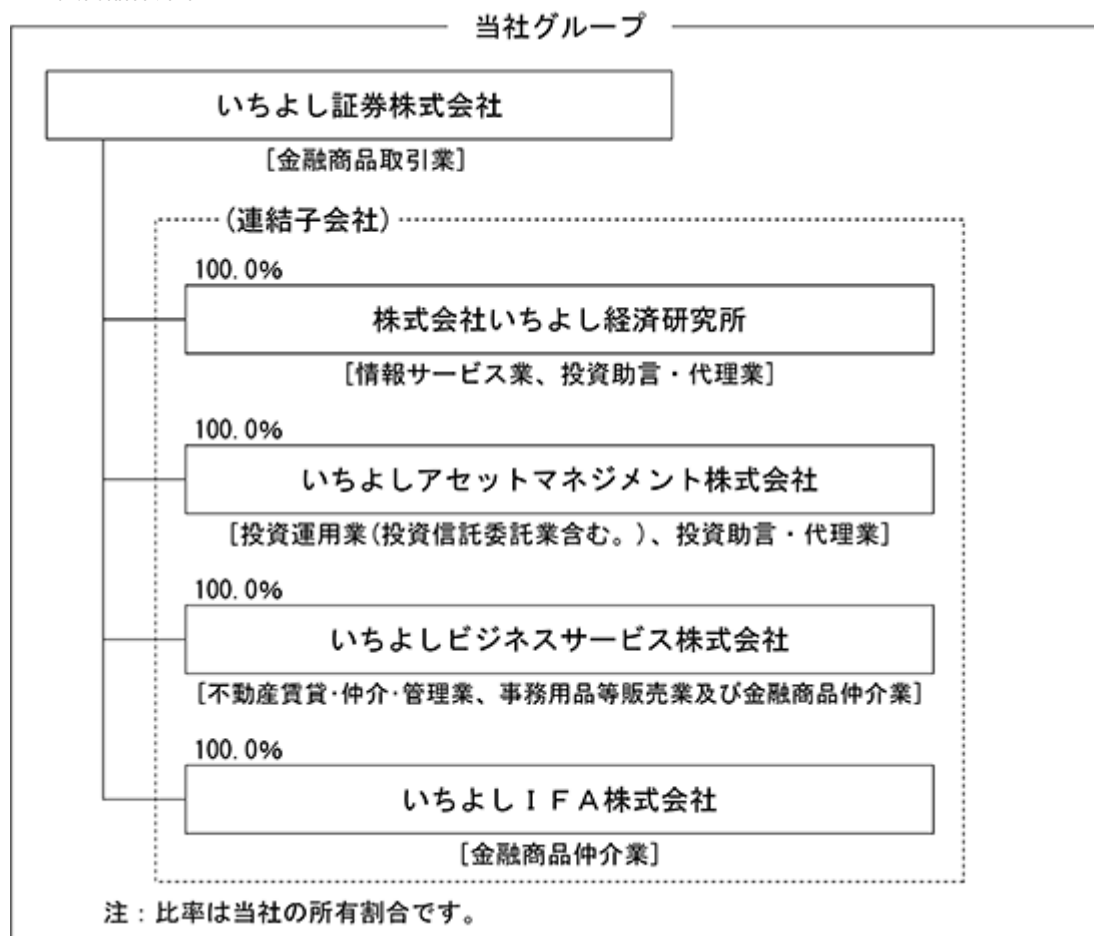 当社グループ
いちよし証券株式会社
[金融商品取引業]
(連結子会社)
100.0%
株式会社いちよし経済研究所
[情報サービス業、投資助言・代理業]
100.0%
いちよしアセットマネジメント株式会社
[投資運用業(投資信託委託業含む。)、投資助言・代理業]
100.0%
いちよしビジネスサービス株式会社
[不動産賃貸・仲介・管理業、事務用品等販売業及び金融商品仲介業]
100.0%
いちよしＩＦＡ株式会社
[金融商品仲介業]
注：比率は当社の所有割合です。